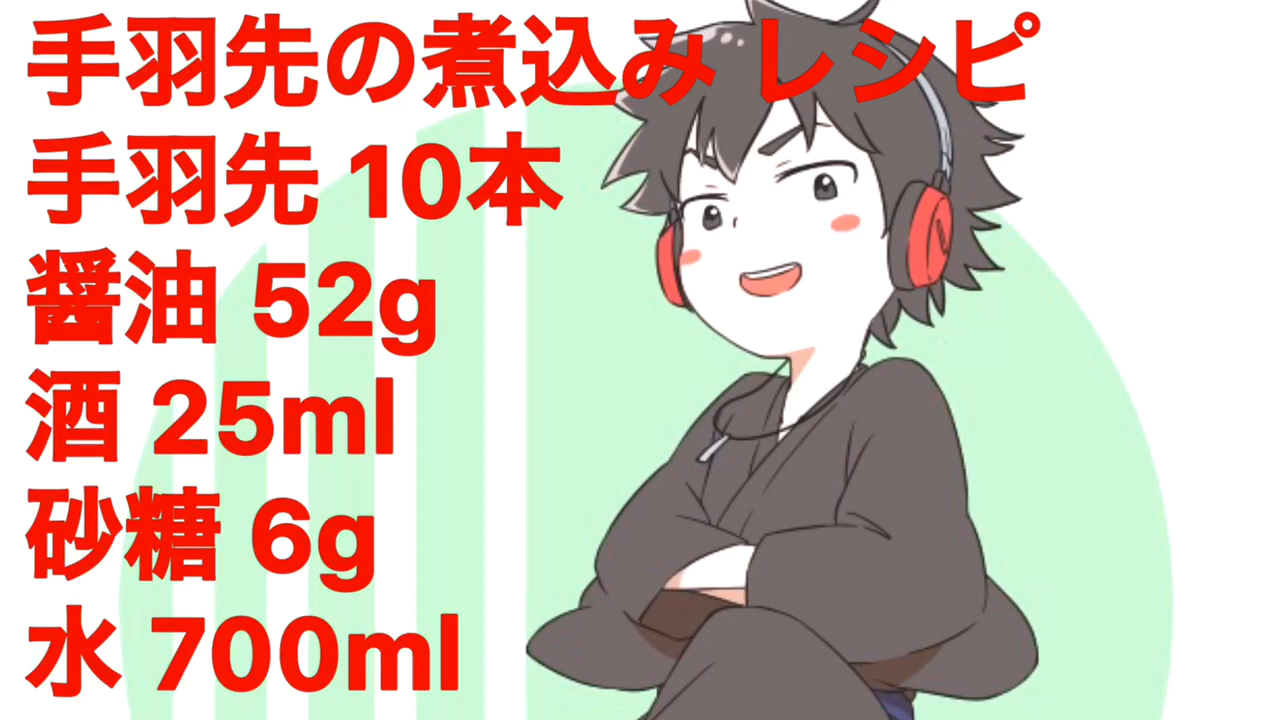 手羽先の煮込み レシピ
手羽先 10本
醤油 52g
酒 25ml
砂糖 6g
水 700ml